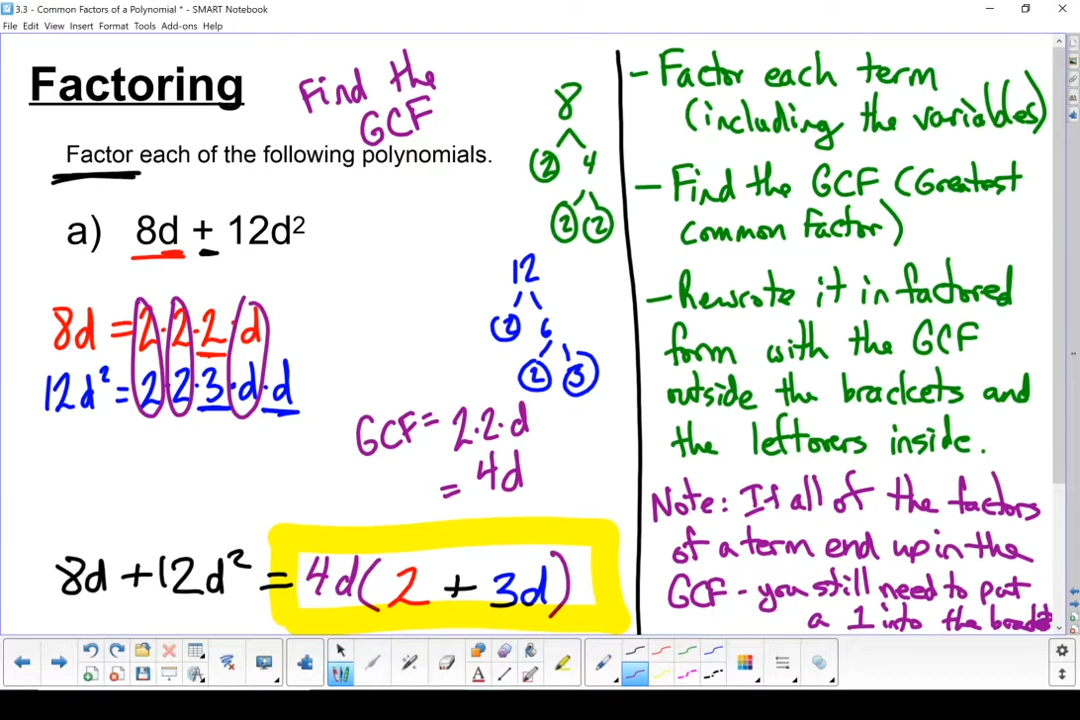 3.3 - Common Factors of a Polynomial * - SMART Notebook
File Edit View Insert Format Tools Add-ons Help
Factoring
Find the
GCF
Factor each of the following polynomials.
a) 8d + 12d²
8d = 2·2·2·d
12d² = 2·2·3·d·d
8
2 4
2 2
12
2 6
2 3
GCF = 2·2·d
= 4d
8d + 12d² = 4d(2 + 3d)
- Factor each term
(including the variables)
- Find the GCF (Greatest
common Factor)
- Rewrote it in factored
form with the GCF
outside the brackets and
the leftovers inside.
Note: If all of the factors
of a term end up in the
GCF - you still need to put
a 1 into the brackets